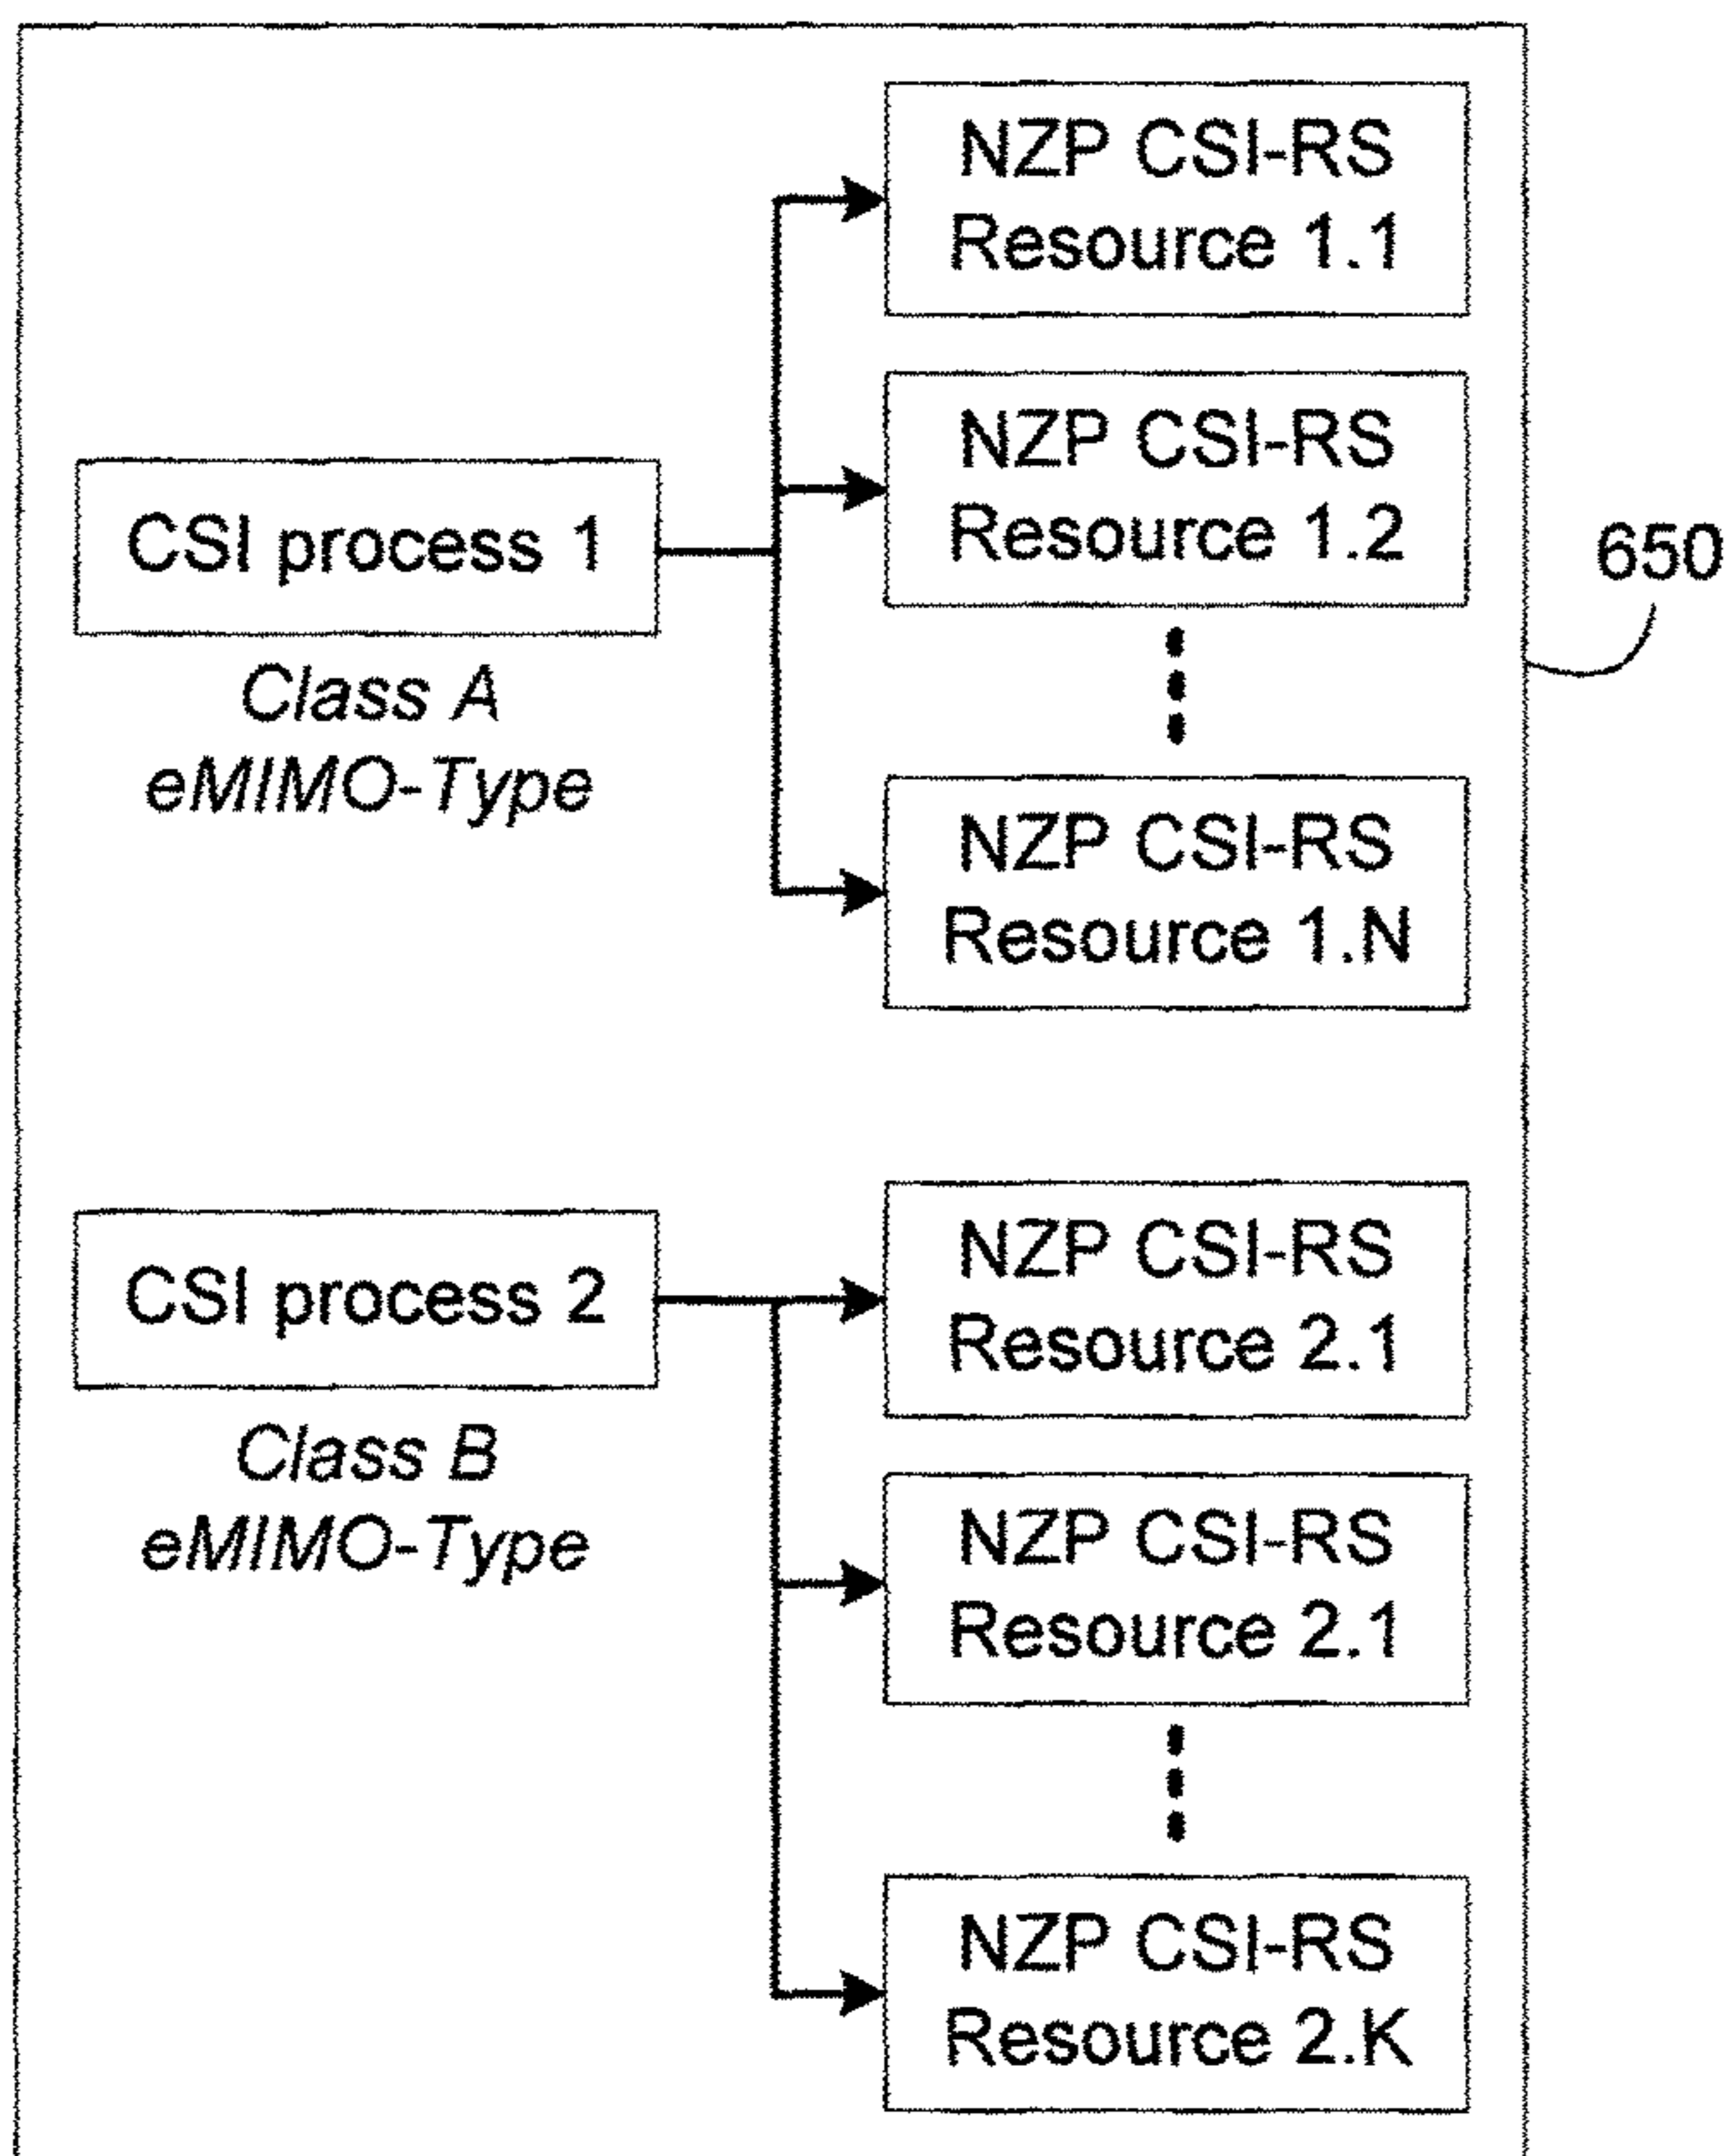 NZP CSI-RS
Resource 1.1
NZP CSI-RS
Resource 1.2
CSI process 1
650
Class A
eMIMO-Type
NZP CSI-RS
Resource 1.N
NZP CSI-RS
Resource 2.1
CSI process 2
Class B
eMIMO-Type
NZP CSI-RS
Resource 2.1
NZP CSI-RS
Resource 2.K